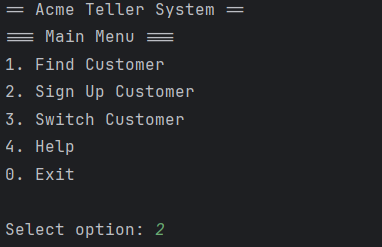 == Acme Teller System ==
=== Main Menu ===
1. Find Customer
2. Sign Up Customer
3. Switch Customer
4. Help
0. Exit
Select option: 2